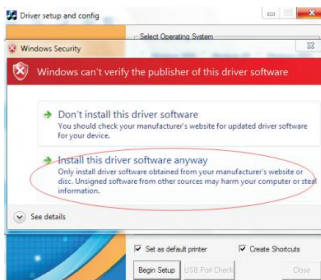 Driver setup and config
Select Operating System
Windows Security
Windows can't verify the publisher of this driver software
Don't install this driver software
You should check your manufacturer's website for updated driver software
for your device.
Install this driver software anyway
Only install driver software obtained from your manufacturer's website or
disc. Unsigned software from other sources may harm your computer or steal
information.
See details
Set as default printer
Create Shortcuts
Begin Setup
USB Port Check
Close